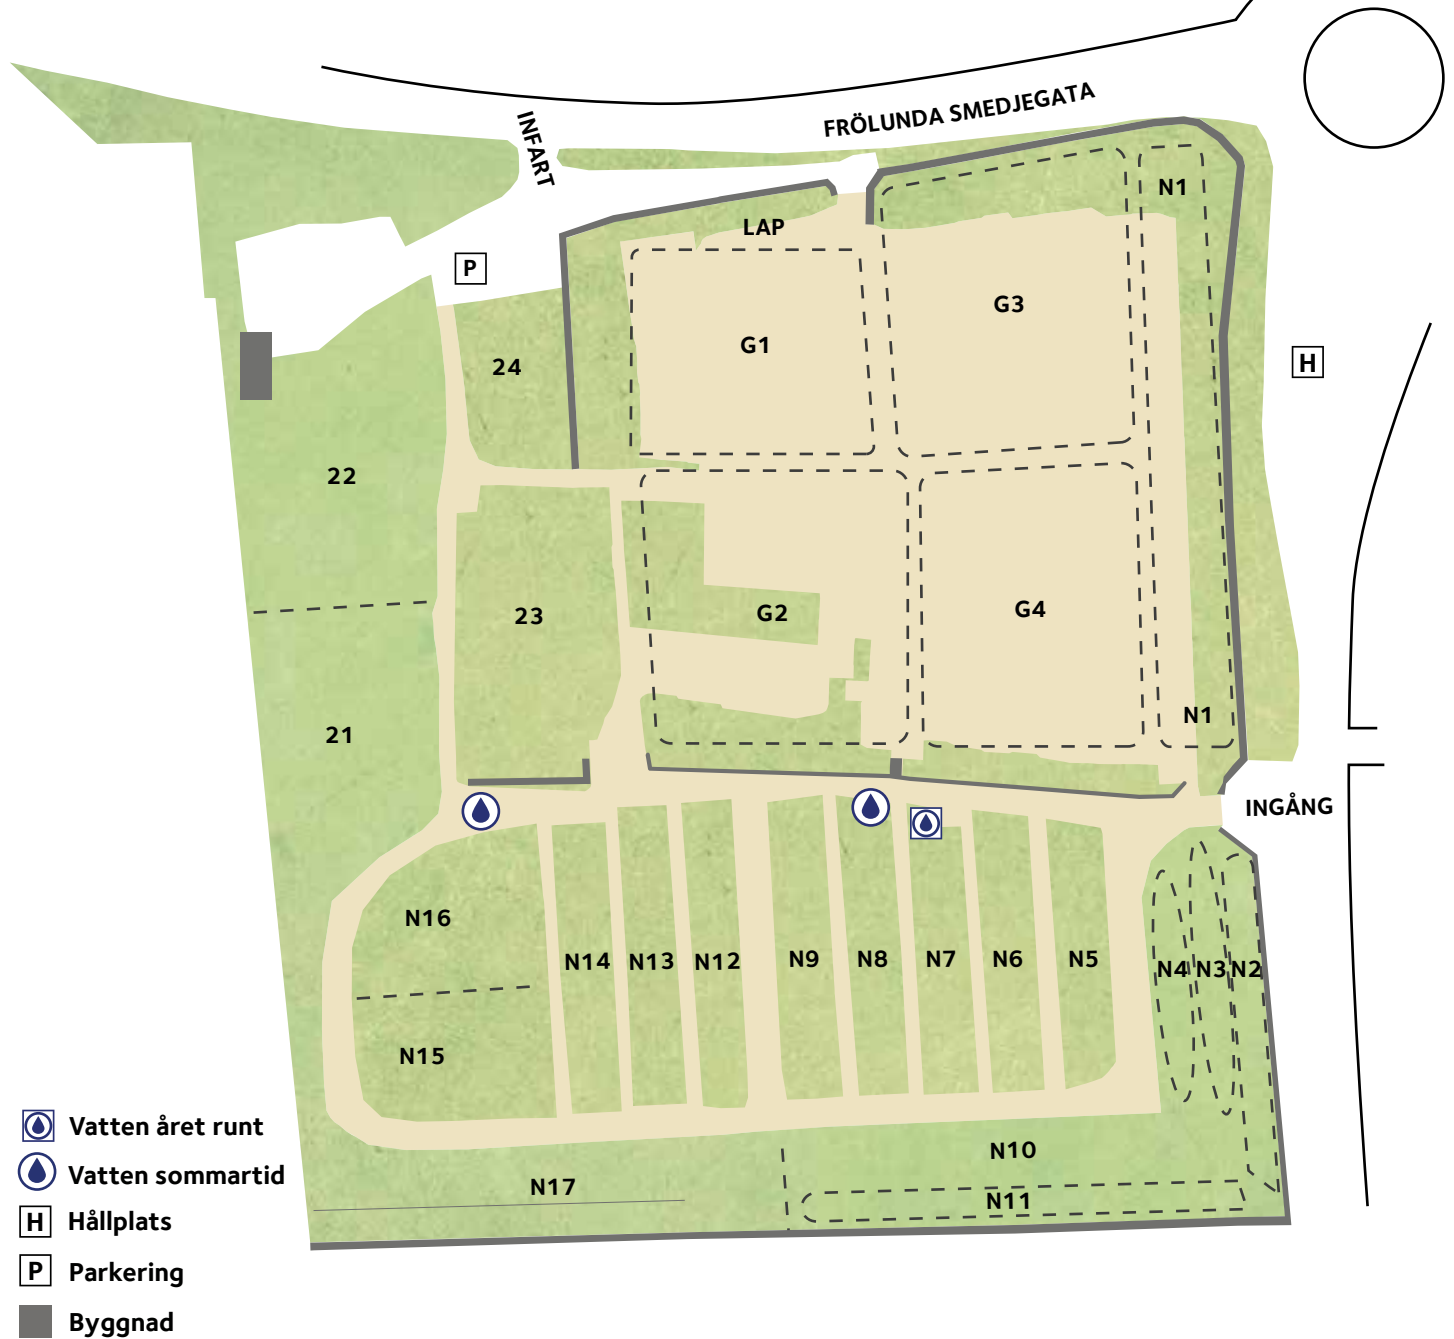 INFART
FRÖLUNDA SMEDJEGATA
N1
LAP
P
G3
G1
H
24
22
23
G2
G4
21
N1
INGÅNG
N16
N14
N13
N12
N9
N8
N7
N6
N5
N4
N3
N2
N15
N10
N17
N11
Vatten året runt
Vatten sommartid
H Hållplats
P Parkering
Byggnad